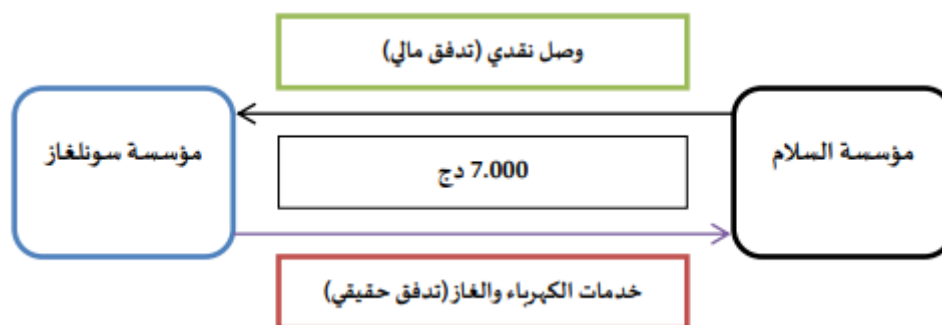 وصل نقدي (تدفق مالي)
مؤسسة السلام
7.000 دج
مؤسسة سونلغاز
خدمات الكهرباء والغاز (تدفق حقيقي)